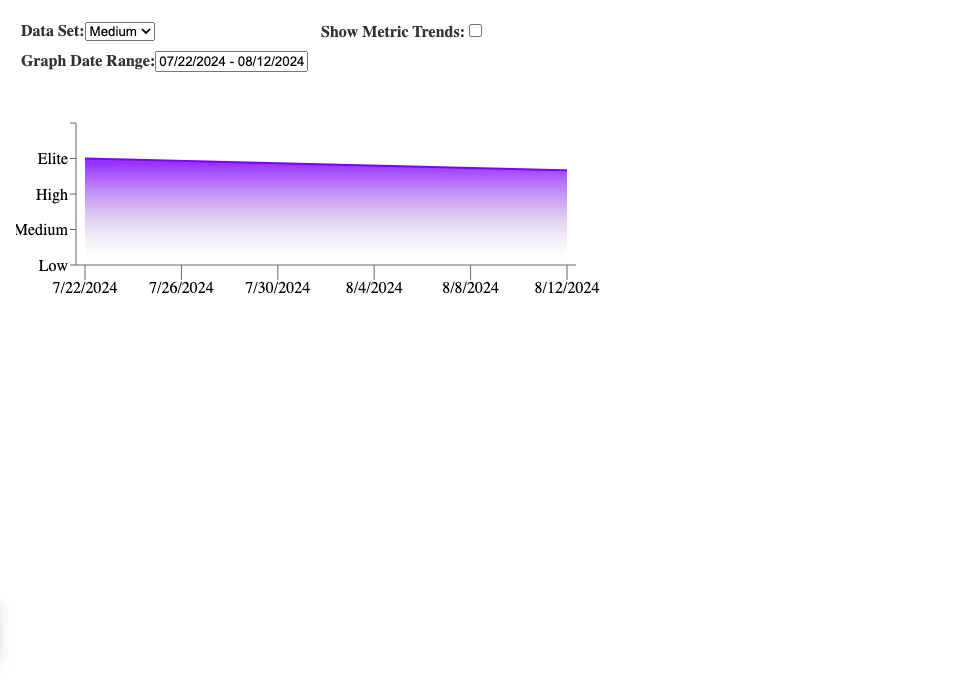 Data Set: Medium
Show Metric Trends:
Graph Date Range: 07/22/2024 - 08/12/2024
Elite
High
Medium
Low
7/22/2024 7/26/2024 7/30/2024 8/4/2024 8/8/2024 8/12/2024